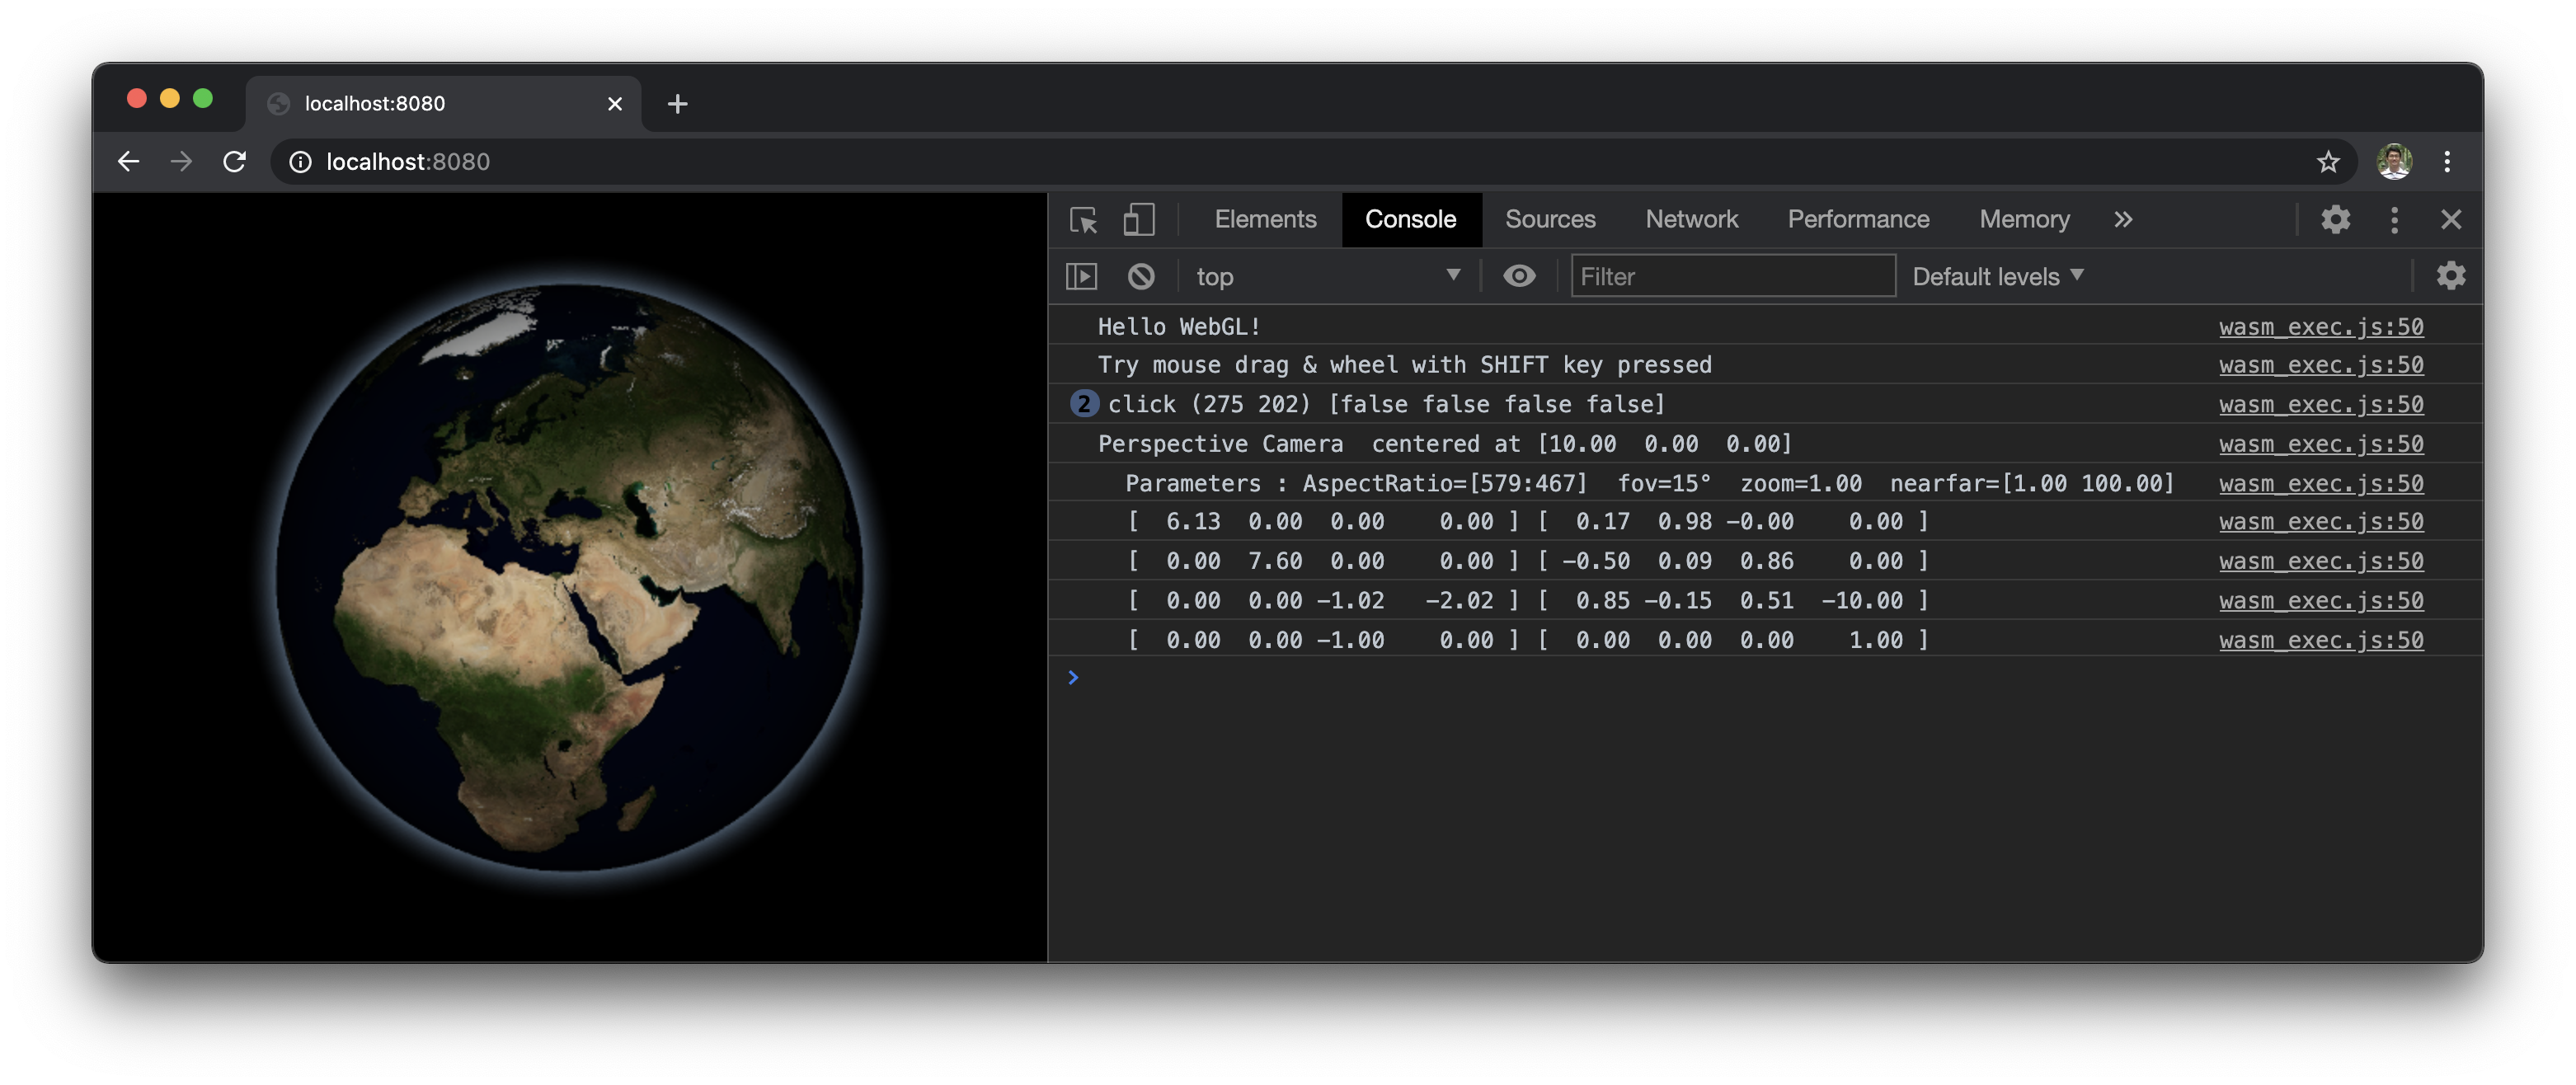 localhost:8080
localhost:8080
Elements Console Sources Network Performance Memory
top Filter Default levels
Hello WebGL! wasm_exec.js:50
Try mouse drag & wheel with SHIFT key pressed wasm_exec.js:50
2 click (275 202) [false false false false] wasm_exec.js:50
Perspective Camera  centered at [10.00  0.00  0.00] wasm_exec.js:50
Parameters : AspectRatio=[579:467]  fov=15°  zoom=1.00  nearfar=[1.00 100.00] wasm_exec.js:50
[  6.13  0.00  0.00    0.00 ] [  0.17  0.98 -0.00    0.00 ] wasm_exec.js:50
[  0.00  7.60  0.00    0.00 ] [ -0.50  0.09  0.86    0.00 ] wasm_exec.js:50
[  0.00  0.00 -1.02   -2.02 ] [  0.85 -0.15  0.51  -10.00 ] wasm_exec.js:50
[  0.00  0.00 -1.00    0.00 ] [  0.00  0.00  0.00    1.00 ] wasm_exec.js:50